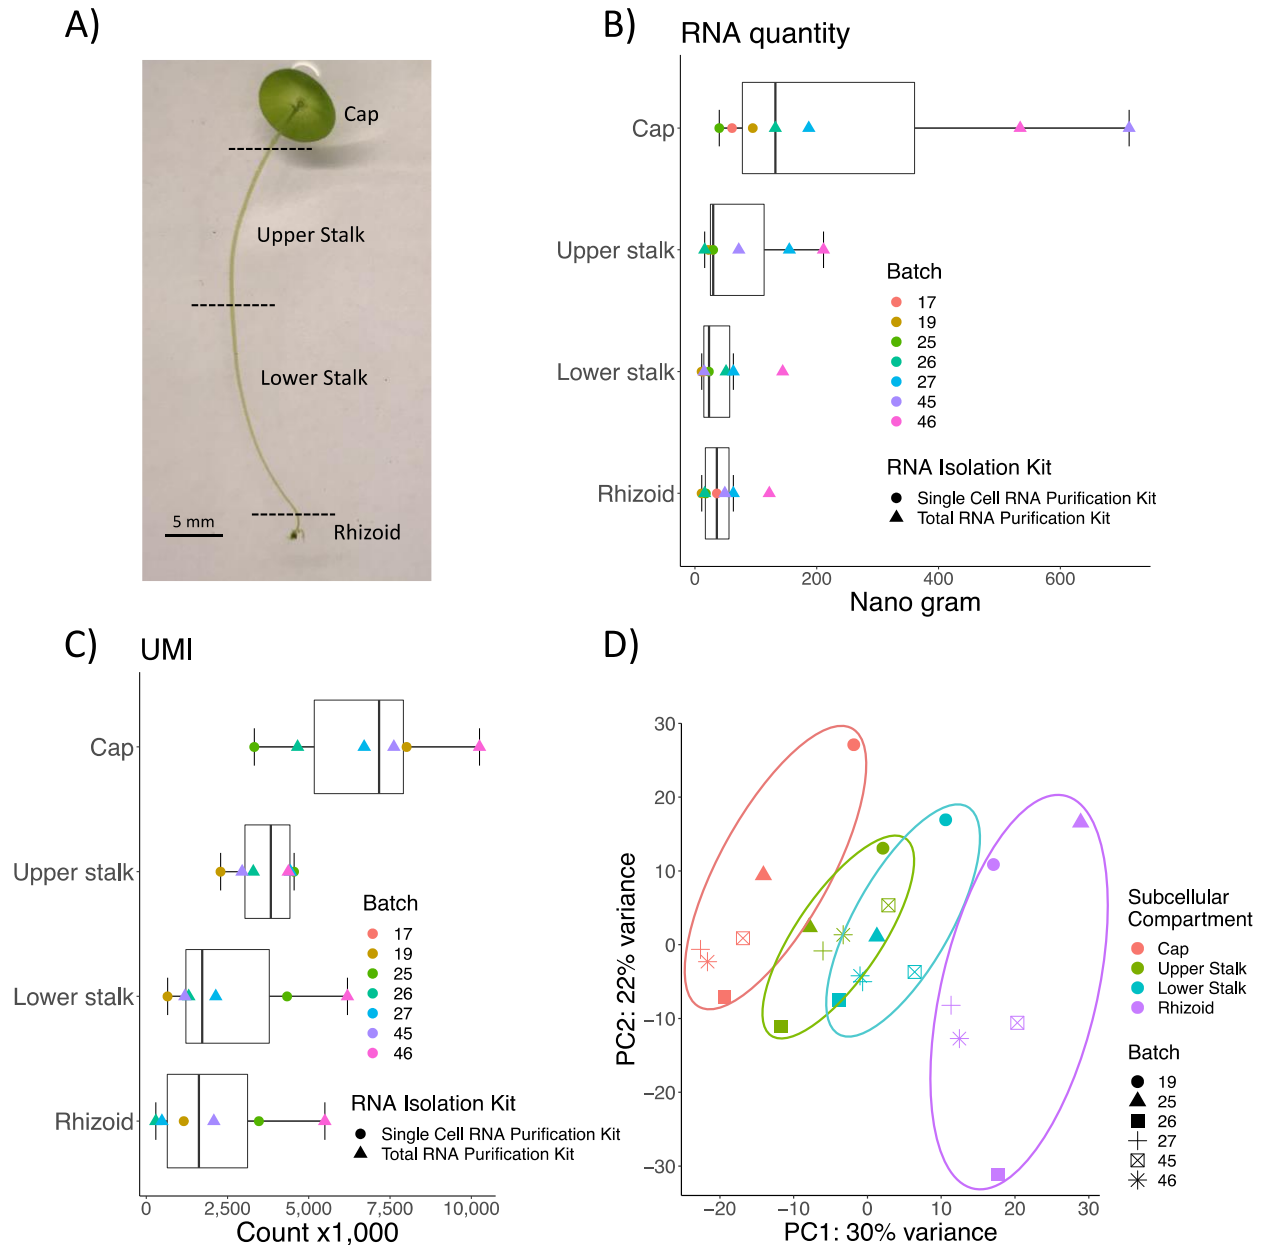 A)
Cap
Upper Stalk
Lower Stalk
5 mm
Rhizoid
B)
RNA quantity
Cap
Upper stalk
Lower stalk
Rhizoid
0
200
400
600
Nano gram
Batch
17
19
25
26
27
45
46
RNA Isolation Kit
Single Cell RNA Purification Kit
Total RNA Purification Kit
C)
UMI
Cap
Upper stalk
Lower stalk
Rhizoid
0
2,500
5,000
7,500
10,000
Count x1,000
Batch
17
19
25
26
27
45
46
RNA Isolation Kit
Single Cell RNA Purification Kit
Total RNA Purification Kit
D)
PC2: 22% variance
30
20
10
0
−10
−20
−30
−20
−10
0
10
20
30
PC1: 30% variance
Subcellular
Compartment
Cap
Upper Stalk
Lower Stalk
Rhizoid
Batch
19
25
26
27
45
46